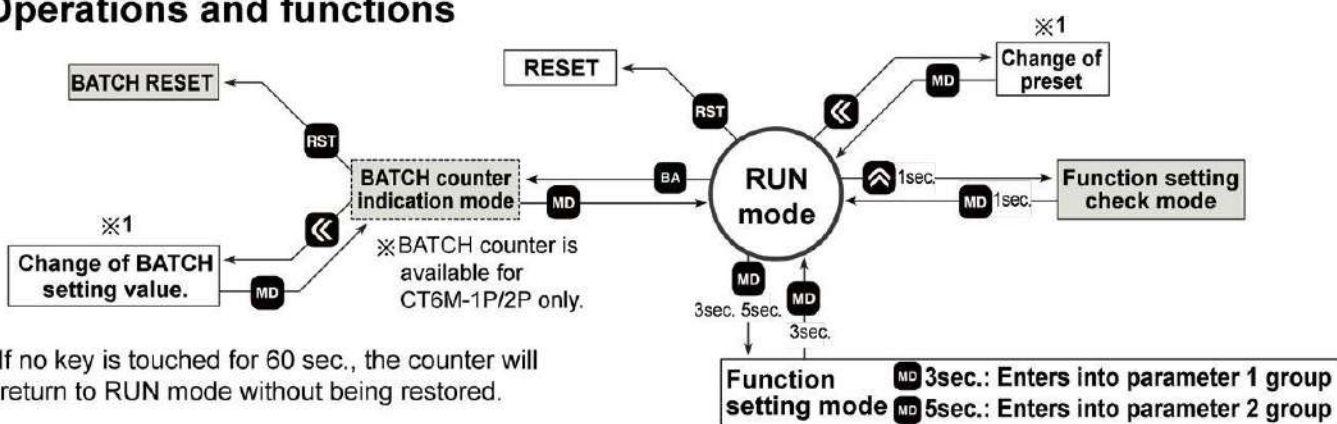 Operations and functions
※1
RESET
Change of
preset
BATCH RESET
MD
RST
RST
BATCH counter
indication mode
BA
MD
RUN
mode
1sec.
MD 1sec.
Function setting
check mode
※1
Change of BATCH
setting value.
MD
※BATCH counter is
available for
CT6M-1P/2P only.
MD
3sec. 5sec.
MD
3sec.
If no key is touched for 60 sec., the counter will
return to RUN mode without being restored.
Function
setting mode
MD 3sec.: Enters into parameter 1 group
MD 5sec.: Enters into parameter 2 group